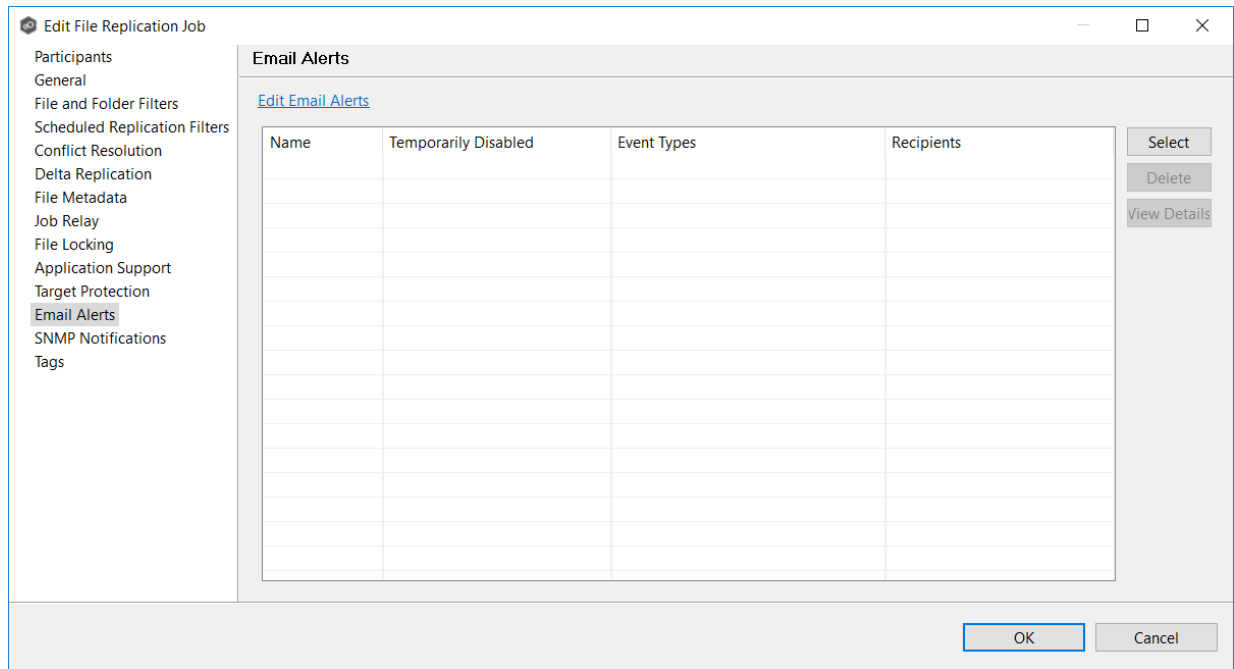 Edit File Replication Job
Participants
General
File and Folder Filters
Scheduled Replication Filters
Conflict Resolution
Delta Replication
File Metadata
Job Relay
File Locking
Application Support
Target Protection
Email Alerts
SNMP Notifications
Tags
Email Alerts
Edit Email Alerts
Name Temporarily Disabled Event Types Recipients
Select
Delete
View Details
OK Cancel